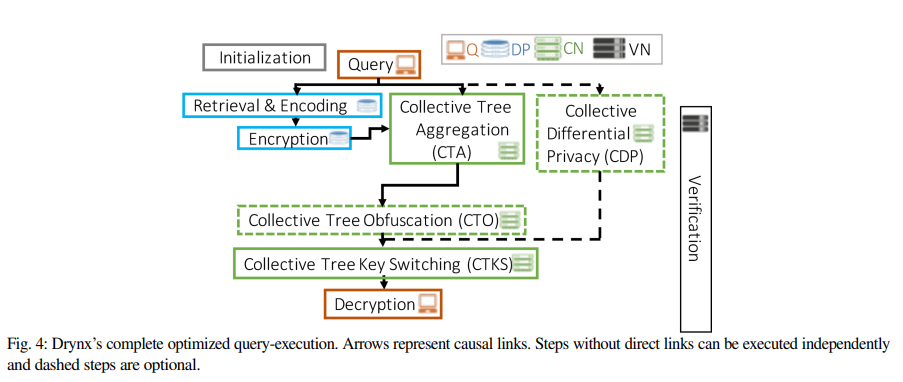 Initialization
Query
Q DP CN VN
Retrieval & Encoding
Encryption
Collective Tree
Aggregation
(CTA)
Collective
Differential
Privacy (CDP)
Verification
Collective Tree Obfuscation (CTO)
Collective Tree Key Switching (CTKS)
Decryption
Fig. 4: Drynx's complete optimized query-execution. Arrows represent causal links. Steps without direct links can be executed independently
and dashed steps are optional.